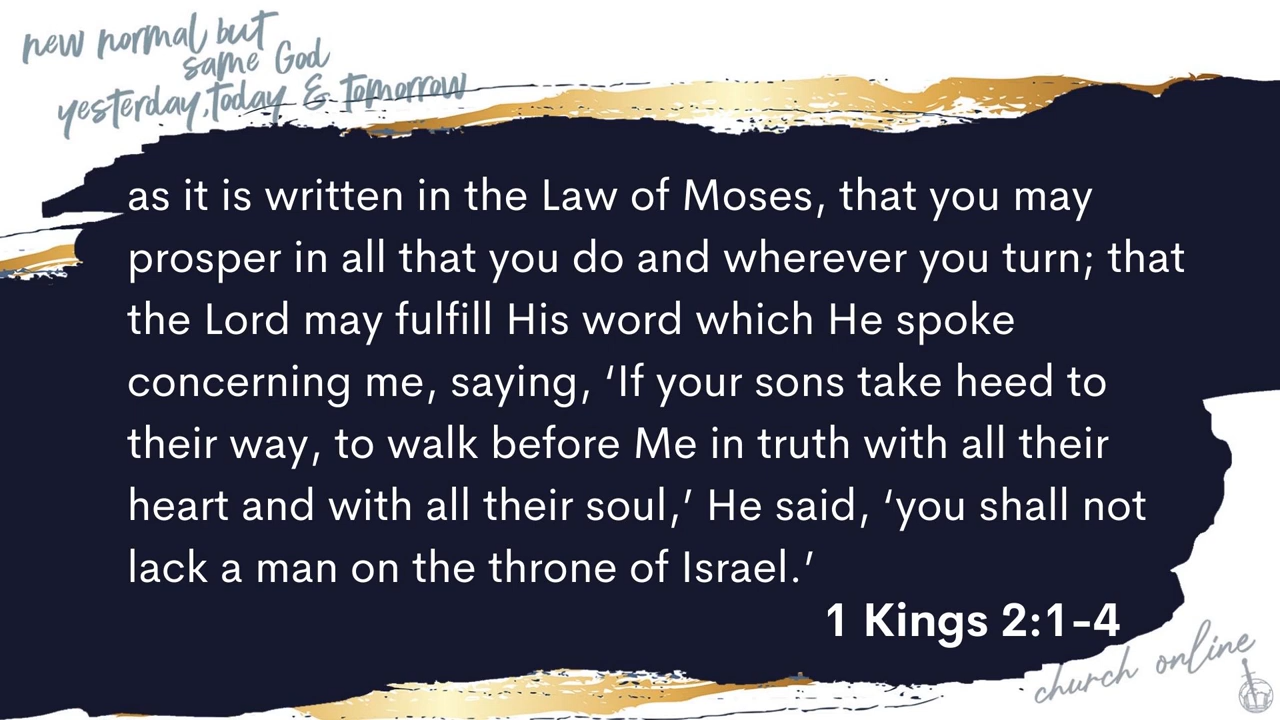 new normal but
same God
yesterday, today & tomorrow
as it is written in the Law of Moses, that you may
prosper in all that you do and wherever you turn; that
the Lord may fulfill His word which He spoke
concerning me, saying, ‘If your sons take heed to
their way, to walk before Me in truth with all their
heart and with all their soul,’ He said, ‘you shall not
lack a man on the throne of Israel.’
1 Kings 2:1-4
church online